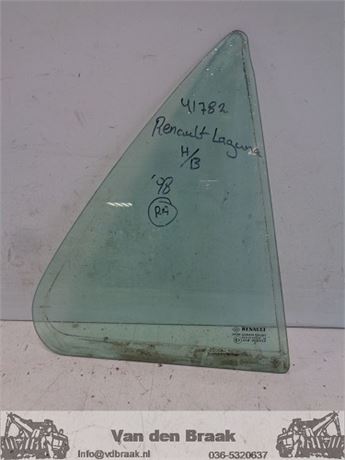 41782
Renault Laguna
H/B
'98
RA
RENAULT
Van den Braak
Info@vdbraak.nl
036-5320637